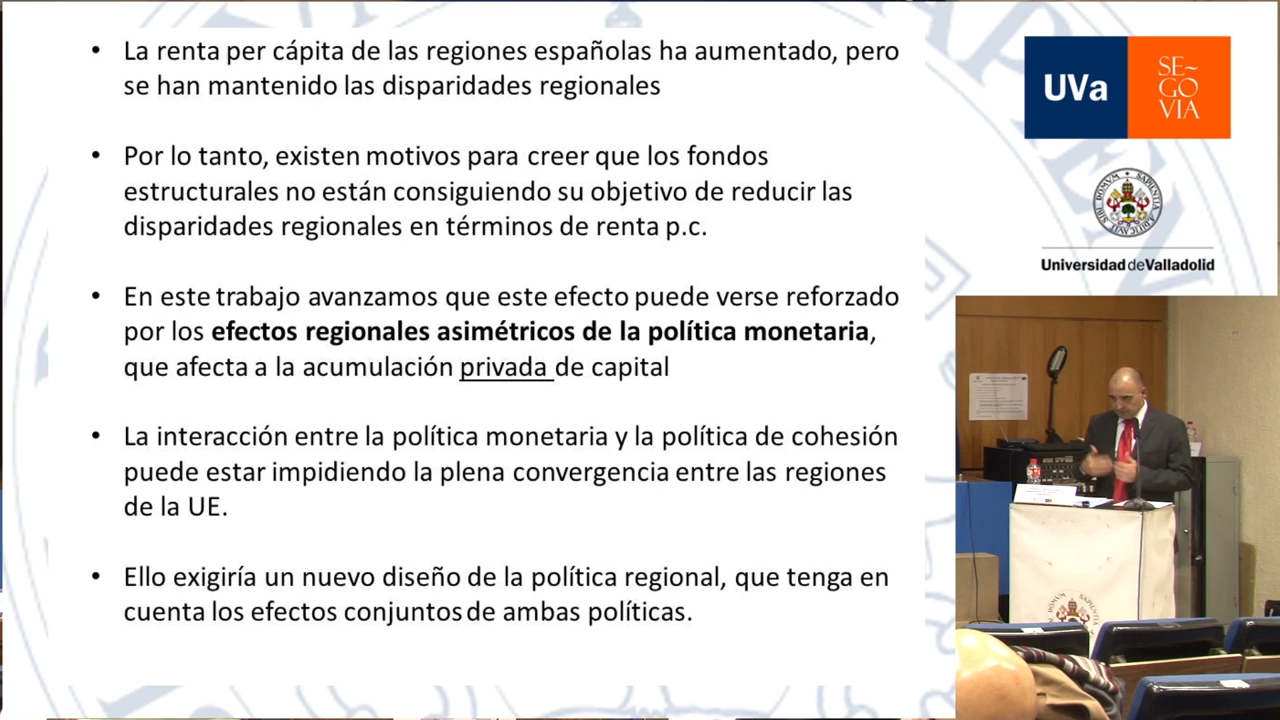 • La renta per cápita de las regiones españolas ha aumentado, pero
se han mantenido las disparidades regionales
• Por lo tanto, existen motivos para creer que los fondos
estructurales no están consiguiendo su objetivo de reducir las
disparidades regionales en términos de renta p.c.
• En este trabajo avanzamos que este efecto puede verse reforzado
por los efectos regionales asimétricos de la política monetaria,
que afecta a la acumulación privada de capital
• La interacción entre la política monetaria y la política de cohesión
puede estar impidiendo la plena convergencia entre las regiones
de la UE.
• Ello exigiría un nuevo diseño de la política regional, que tenga en
cuenta los efectos conjuntos de ambas políticas.
UVa
SE~
GO
VIA
Universidad de Valladolid